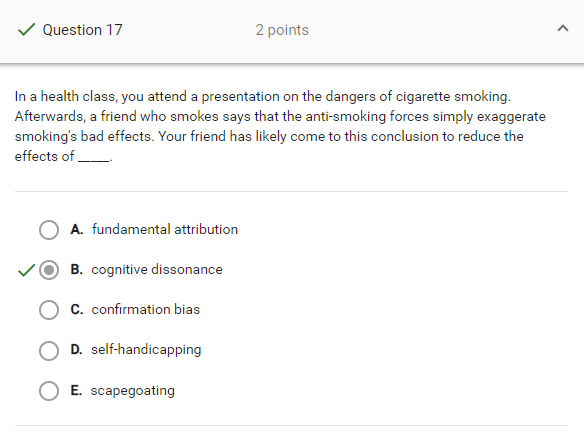 Question 17 2 points
In a health class, you attend a presentation on the dangers of cigarette smoking.
Afterwards, a friend who smokes says that the anti-smoking forces simply exaggerate
smoking's bad effects. Your friend has likely come to this conclusion to reduce the
effects of _____.
A. fundamental attribution
B. cognitive dissonance
C. confirmation bias
D. self-handicapping
E. scapegoating